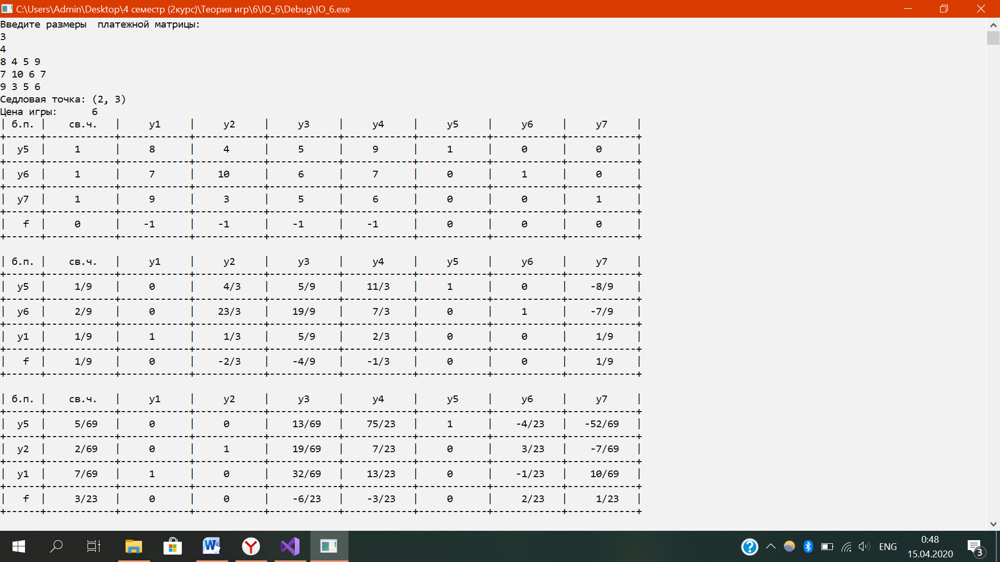 C:\Users\Admin\Desktop\4 семестр (2курс)\Теория игр\6\IO_6\Debug\IO_6.exe
Введите размеры  платежной матрицы:
3
4
8 4 5 9
7 10 6 7
9 3 5 6
Седловая точка: (2, 3)
Цена игры:      6
| б.п. | св.ч. | y1 | y2 | y3 | y4 | y5 | y6 | y7 |
+------+------------+------------+------------+------------+------------+------------+------------+------------+
| y5 | 1 | 8 | 4 | 5 | 9 | 1 | 0 | 0 |
+------+------------+------------+------------+------------+------------+------------+------------+------------+
| y6 | 1 | 7 | 10 | 6 | 7 | 0 | 1 | 0 |
+------+------------+------------+------------+------------+------------+------------+------------+------------+
| y7 | 1 | 9 | 3 | 5 | 6 | 0 | 0 | 1 |
+------+------------+------------+------------+------------+------------+------------+------------+------------+
| f | 0 | -1 | -1 | -1 | -1 | 0 | 0 | 0 |
+------+------------+------------+------------+------------+------------+------------+------------+------------+
| б.п. | св.ч. | y1 | y2 | y3 | y4 | y5 | y6 | y7 |
+------+------------+------------+------------+------------+------------+------------+------------+------------+
| y5 | 1/9 | 0 | 4/3 | 5/9 | 11/3 | 1 | 0 | -8/9 |
+------+------------+------------+------------+------------+------------+------------+------------+------------+
| y6 | 2/9 | 0 | 23/3 | 19/9 | 7/3 | 0 | 1 | -7/9 |
+------+------------+------------+------------+------------+------------+------------+------------+------------+
| y1 | 1/9 | 1 | 1/3 | 5/9 | 2/3 | 0 | 0 | 1/9 |
+------+------------+------------+------------+------------+------------+------------+------------+------------+
| f | 1/9 | 0 | -2/3 | -4/9 | -1/3 | 0 | 0 | 1/9 |
+------+------------+------------+------------+------------+------------+------------+------------+------------+
| б.п. | св.ч. | y1 | y2 | y3 | y4 | y5 | y6 | y7 |
+------+------------+------------+------------+------------+------------+------------+------------+------------+
| y5 | 5/69 | 0 | 0 | 13/69 | 75/23 | 1 | -4/23 | -52/69 |
+------+------------+------------+------------+------------+------------+------------+------------+------------+
| y2 | 2/69 | 0 | 1 | 19/69 | 7/23 | 0 | 3/23 | -7/69 |
+------+------------+------------+------------+------------+------------+------------+------------+------------+
| y1 | 7/69 | 1 | 0 | 32/69 | 13/23 | 0 | -1/23 | 10/69 |
+------+------------+------------+------------+------------+------------+------------+------------+------------+
| f | 3/23 | 0 | 0 | -6/23 | -3/23 | 0 | 2/23 | 1/23 |
+------+------------+------------+------------+------------+------------+------------+------------+------------+
ENG
0:48
15.04.2020
3